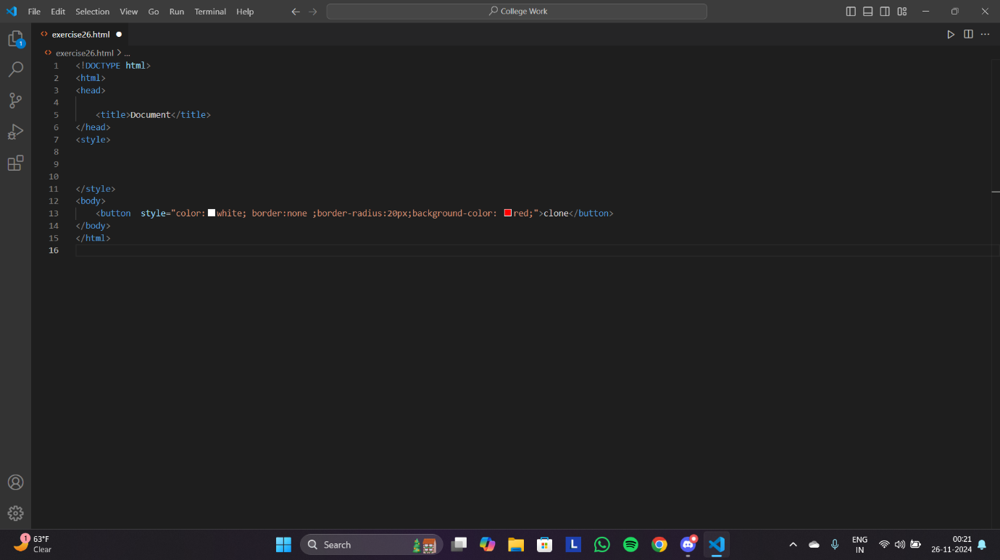 File Edit Selection View Go Run Terminal Help
College Work
exercise26.html
1
exercise26.html > ...
1 <!DOCTYPE html>
2 <html>
3 <head>
4
5 <title>Document</title>
6 </head>
7 <style>
8
9
10
11 </style>
12 <body>
13 <button  style="color:white; border:none ;border-radius:20px;background-color: red;">clone</button>
14 </body>
15 </html>
16
1
63°F
Clear
Search
L
ENG
IN
00:21
26-11-2024